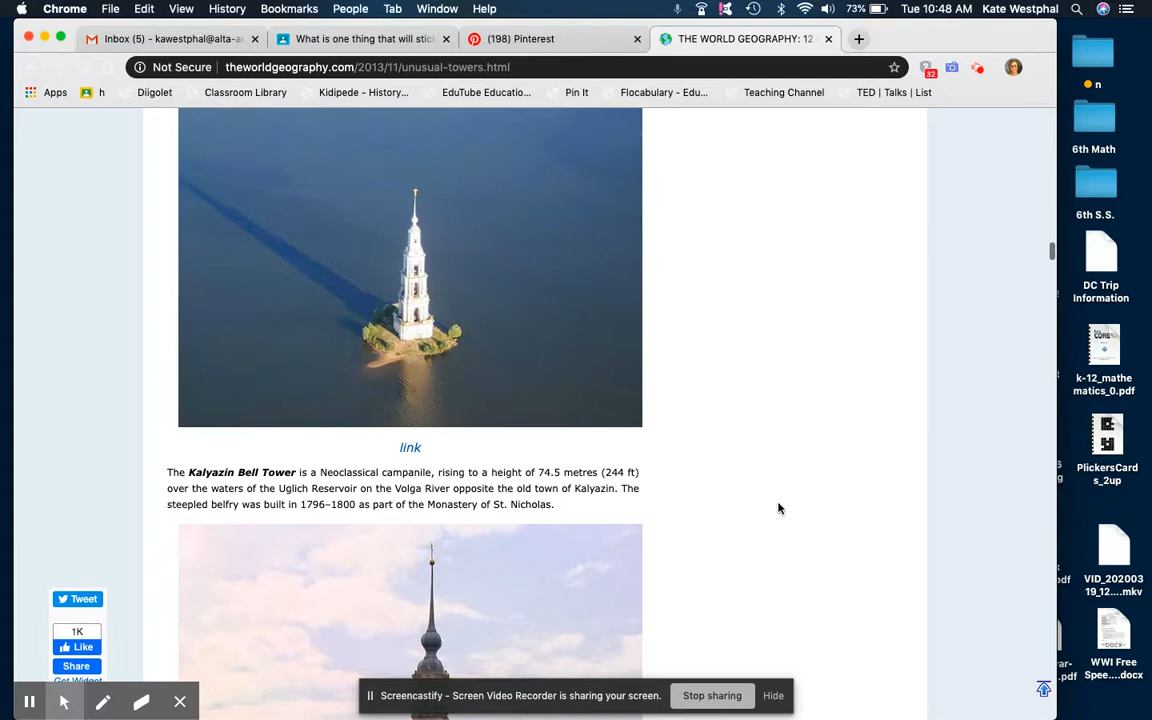 Chrome File Edit View History Bookmarks People Tab Window Help 73% Tue 10:48 AM Kate Westphal
Inbox (5) - kawestphal@alta-a What is one thing that will stic (198) Pinterest THE WORLD GEOGRAPHY: 12
Not Secure theworldgeography.com/2013/11/unusual-towers.html 32
Apps h Diigolet Classroom Library Kidipede - History... EduTube Educatio... Pin It Flocabulary - Edu... Teaching Channel TED | Talks | List
n
6th Math
6th S.S.
DC Trip
Information
CORE
k-12_mathe
matics_0.pdf
PlickersCard
s_2up
VID_202003
19_12....mkv
WWI Free
Spee....docx
link
The Kalyazin Bell Tower is a Neoclassical campanile, rising to a height of 74.5 metres (244 ft)
over the waters of the Uglich Reservoir on the Volga River opposite the old town of Kalyazin. The
steepled belfry was built in 1796–1800 as part of the Monastery of St. Nicholas.
Tweet
1K
Like
Share
Get Widget
Screencastify - Screen Video Recorder is sharing your screen. Stop sharing Hide